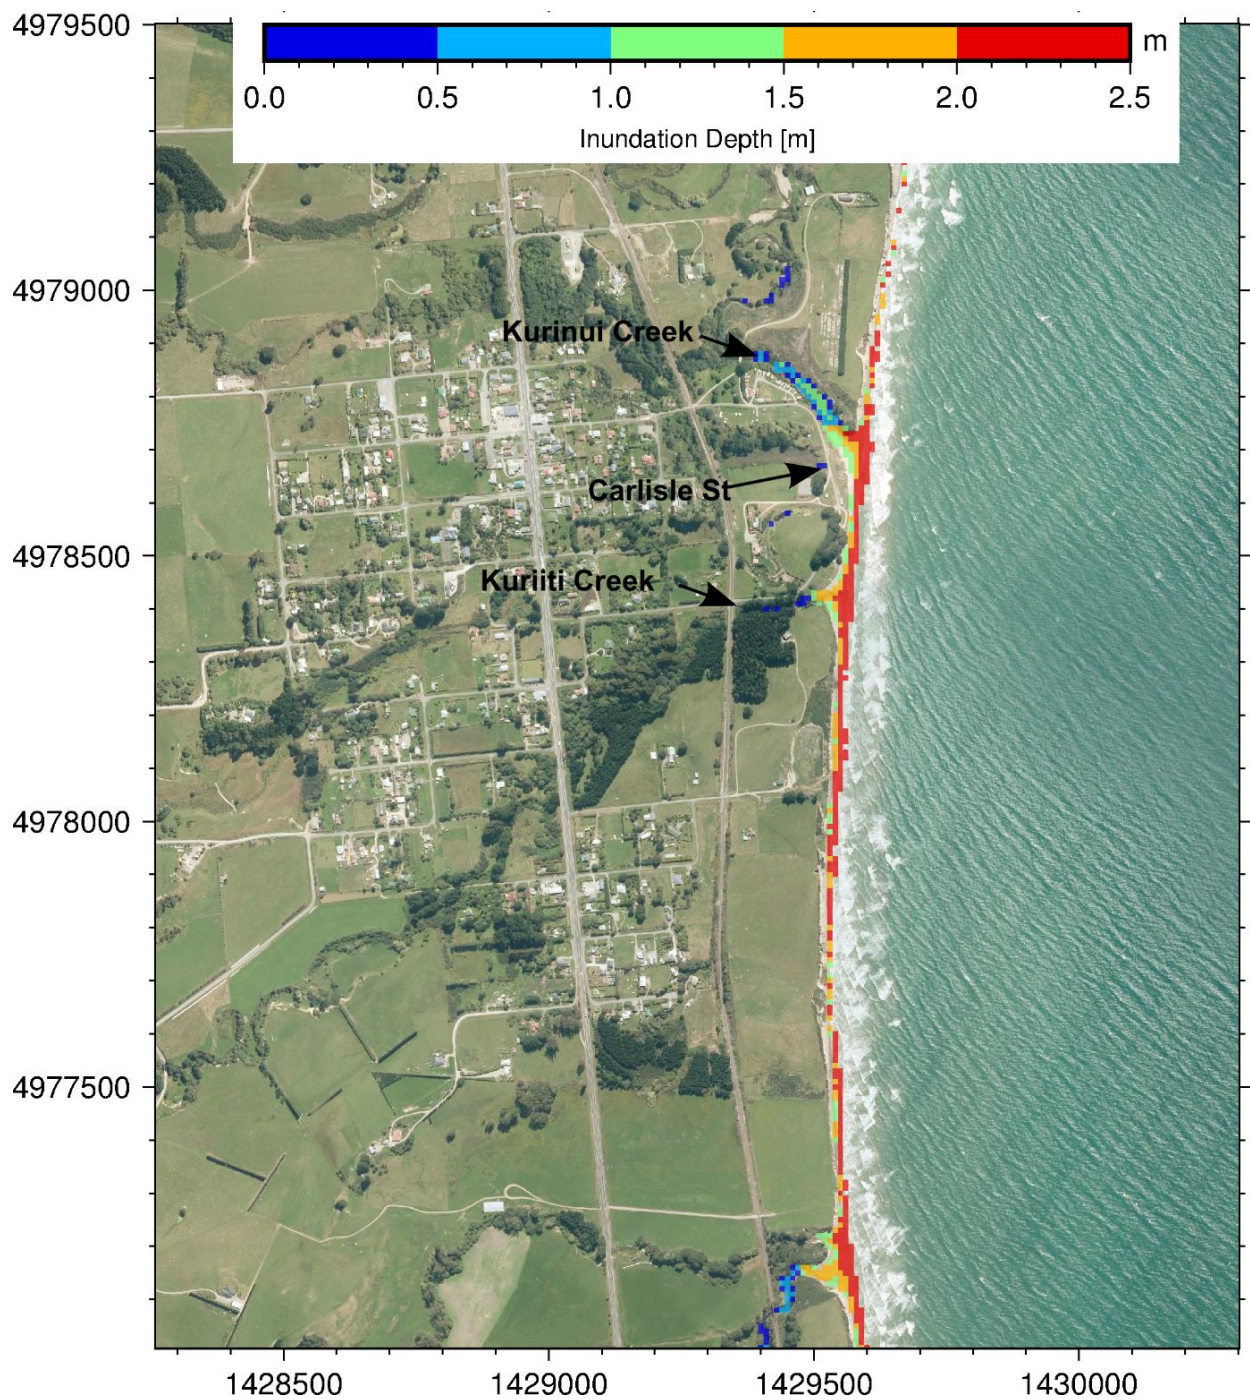 4979500
m
0.0 0.5 1.0 1.5 2.0 2.5
Inundation Depth [m]
4979000
Kurinui Creek
Carlisle St
4978500
Kuriiti Creek
4978000
4977500
1428500 1429000 1429500 1430000